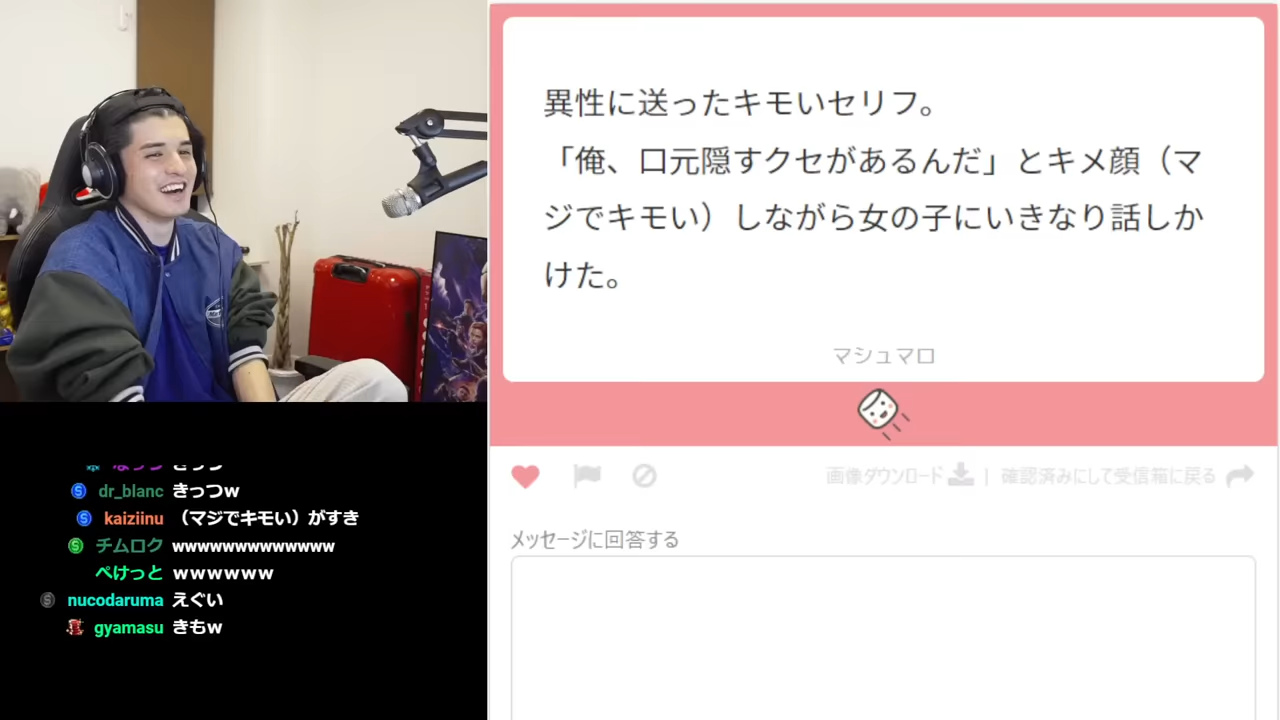 異性に送ったキモいセリフ。
「俺、口元隠すクセがあるんだ」とキメ顔（マ
ジでキモい）しながら女の子にいきなり話しか
けた。
マシュマロ
画像ダウンロード | 確認済みにして受信箱に戻る
メッセージに回答する
dr_blanc きっつw
kaiziinu （マジでキモい）がすき
チムロク wwwwwwwwwwwww
ぺけっと ｗｗｗｗｗｗ
nucodaruma えぐい
gyamasu きもw